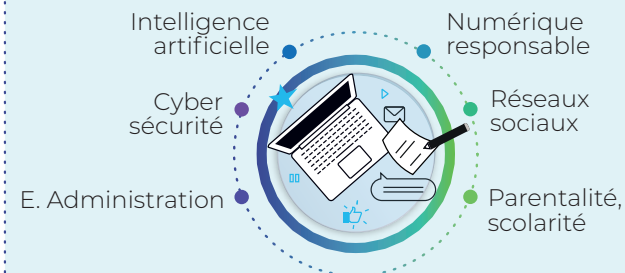 Intelligence
artificielle
Numérique
responsable
Cyber
sécurité
Réseaux
sociaux
E. Administration
Parentalité,
scolarité